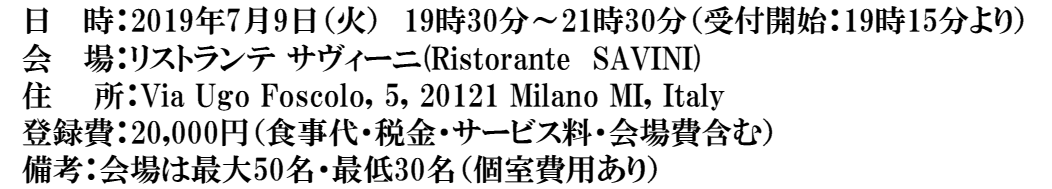 日　時：2019年7月9日（火）　19時30分～21時30分（受付開始：19時15分より）
会　場：リストランテ サヴィーニ(Ristorante　SAVINI)
住　所：Via Ugo Foscolo, 5, 20121 Milano MI, Italy
登録費：20,000円（食事代・税金・サービス料・会場費含む）
備考：会場は最大50名・最低30名（個室費用あり）